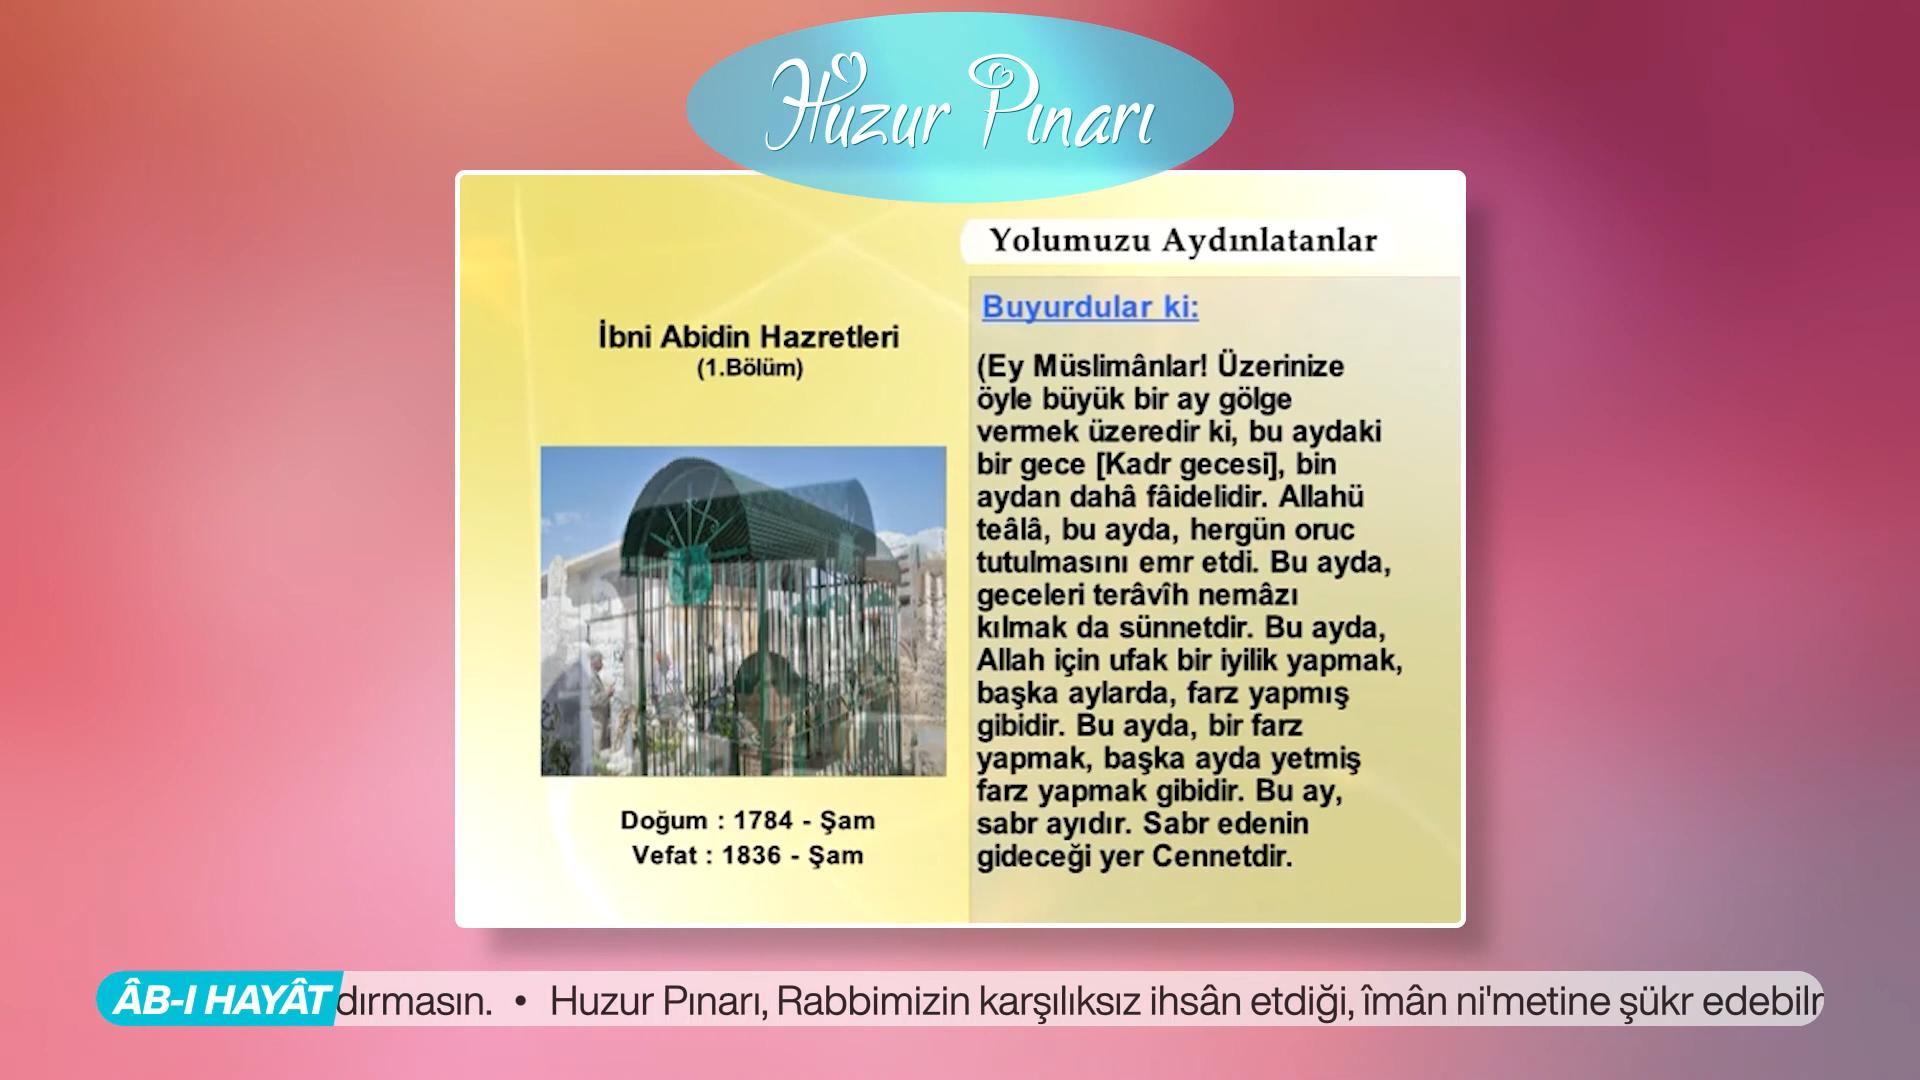 Huzur Pınarı
Yolumuzu Aydınlatanlar
İbni Abidin Hazretleri
(1.Bölüm)
Doğum : 1784 - Şam
Vefat : 1836 - Şam
Buyurdular ki:
(Ey Müslimânlar! Üzerinize
öyle büyük bir ay gölge
vermek üzeredir ki, bu aydaki
bir gece [Kadr gecesi], bin
aydan dahâ fâidelidir. Allahü
teâlâ, bu ayda, hergün oruc
tutulmasını emr etdi. Bu ayda,
geceleri terâvîh nemâzı
kılmak da sünnetdir. Bu ayda,
Allah için ufak bir iyilik yapmak,
başka aylarda, farz yapmış
gibidir. Bu ayda, bir farz
yapmak, başka ayda yetmiş
farz yapmak gibidir. Bu ay,
sabr ayıdır. Sabr edenin
gideceği yer Cennetdir.
ÂB-I HAYÂT dırmasın. • Huzur Pınarı, Rabbimizin karşılıksız ihsân etdiği, îmân ni'metine şükr edebilr